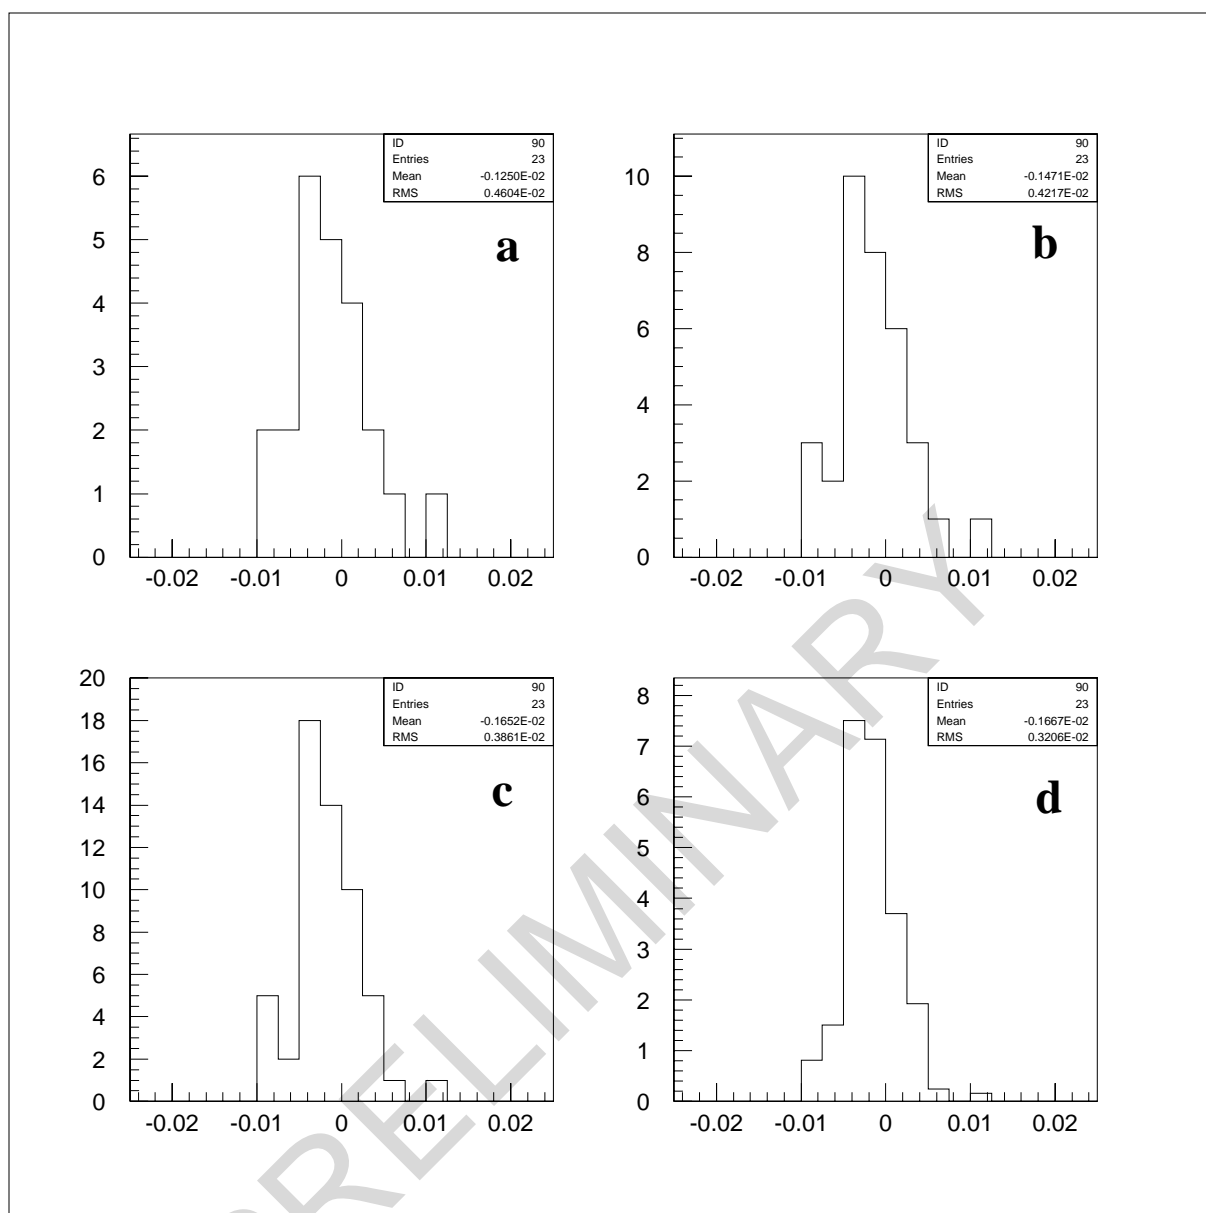 ID 90
Entries 23
Mean -0.1250E-02
RMS 0.4604E-02
a
6
5
4
3
2
1
0
-0.02 -0.01 0 0.01 0.02
ID 90
Entries 23
Mean -0.1471E-02
RMS 0.4217E-02
b
10
8
6
4
2
0
-0.02 -0.01 0 0.01 0.02
ID 90
Entries 23
Mean -0.1652E-02
RMS 0.3861E-02
c
20
18
16
14
12
10
8
6
4
2
0
-0.02 -0.01 0 0.01 0.02
ID 90
Entries 23
Mean -0.1667E-02
RMS 0.3206E-02
d
8
7
6
5
4
3
2
1
0
-0.02 -0.01 0 0.01 0.02
PRELIMINARY